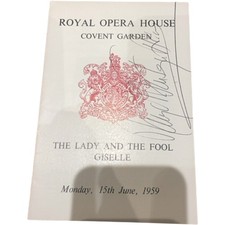 ROYAL OPERA HOUSE
COVENT GARDEN
THE LADY AND THE FOOL
GISELLE
Monday, 15th June, 1959